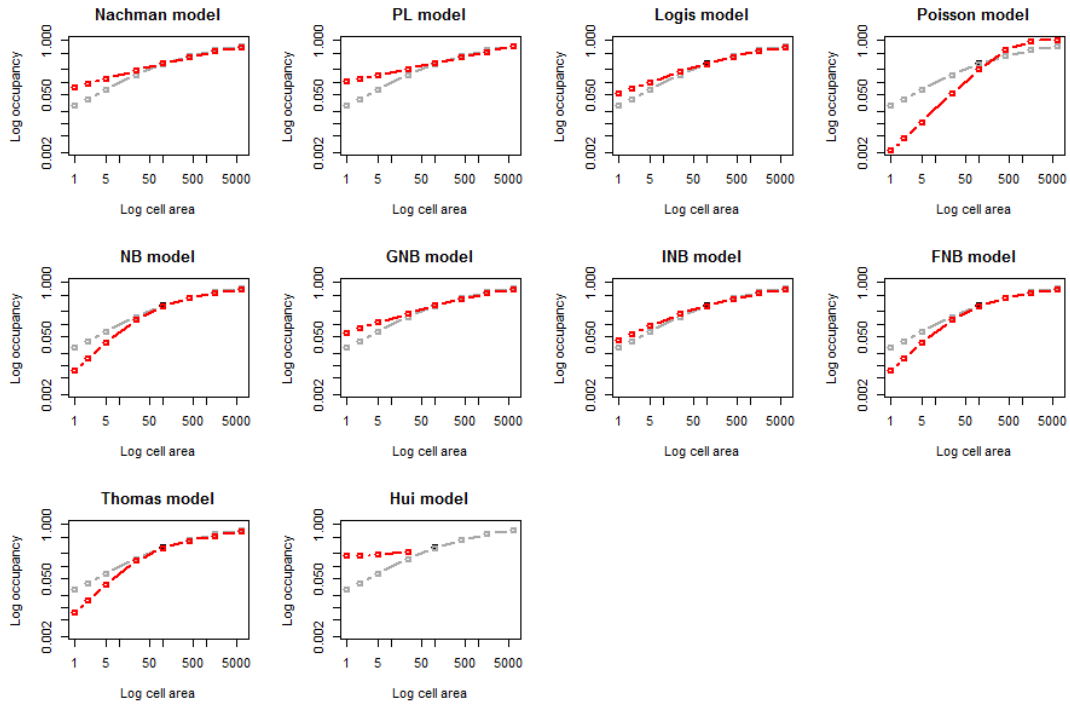 Nachman model
PL model
Logis model
Poisson model
Log occupancy
0.002 0.050 1.000
1 5 50 500 5000
Log cell area
Log occupancy
0.002 0.050 1.000
1 5 50 500 5000
Log cell area
Log occupancy
0.002 0.050 1.000
1 5 50 500 5000
Log cell area
Log occupancy
0.002 0.050 1.000
1 5 50 500 5000
Log cell area
NB model
GNB model
INB model
FNB model
Log occupancy
0.002 0.050 1.000
1 5 50 500 5000
Log cell area
Log occupancy
0.002 0.050 1.000
1 5 50 500 5000
Log cell area
Log occupancy
0.002 0.050 1.000
1 5 50 500 5000
Log cell area
Log occupancy
0.002 0.050 1.000
1 5 50 500 5000
Log cell area
Thomas model
Hui model
Log occupancy
0.002 0.050 1.000
1 5 50 500 5000
Log cell area
Log occupancy
0.002 0.050 1.000
1 5 50 500 5000
Log cell area